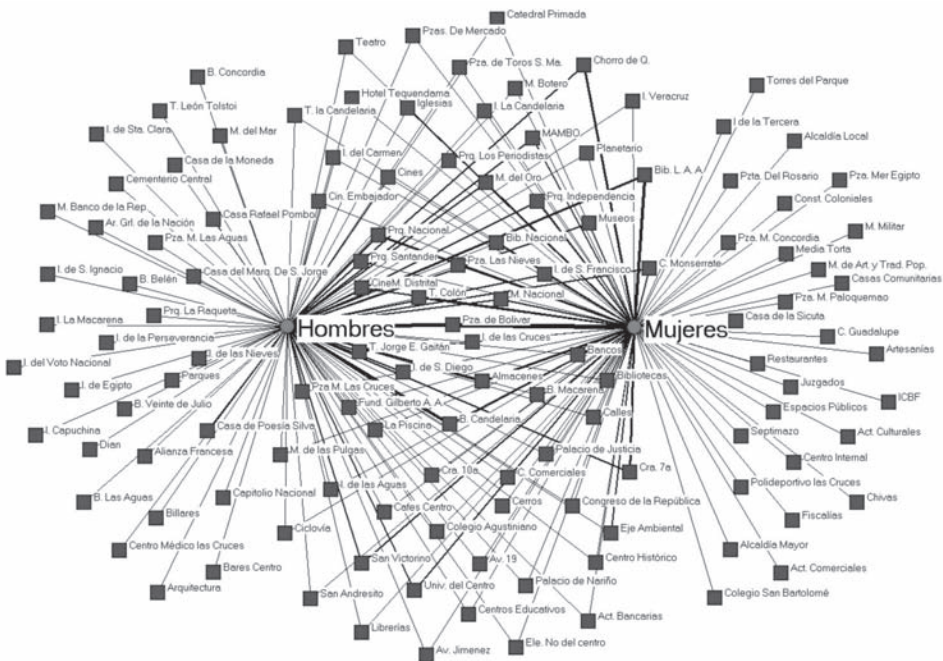 Catedral Primada
Pzas. De Mercado
Teatro
Pza. de Toros S. Ma.
Chorro de Q.
B. Concordia
Torres del Parque
Hotel Tequendama
M. Botero
T. León Tolstoi
Iglesias
I. La Candelaria
I. Veracruz
T. la Candelaria
I. de Sta. Clara
M. del Mar
MAMBO
I de la Tercera
Alcaldía Local
I. del Carmen
Prq. Los Periodistas
Planetario
Casa de la Moneda
Cines
Bib. L. A. A
Cementerio Central
M. del Oro
Pzta. Del Rosario
Pza. Mer Egipto
Cin. Embajador
Prq. Independencia
Const. Coloniales
M. Banco de la Rep.
Casa Rafael Pombo
Museos
Ar. Grl. de la Nación
Prq. Nacional
M. Militar
Pza. M. Las Aguas
Bib. Nacional
Pza. M. Concordia
Media Torta
Prq. Santander
Pza. Las Nieves
C. Monserrate
M. de Art. y Trad. Pop.
I. de S. Ignacio
Casa del Marq. De S. Jorge
I. de S. Francisco
B. Belén
CineM. Distrital
Casas Comunitarias
T. Colón
M. Nacional
Pza. M. Paloquemao
Prq. La Raqueta
Casa de la Sicuta
I. La Macarena
Hombres
Pza. de Bolivar
Mujeres
I. de la Perseverancia
I. de las Cruces
C. Guadalupe
T. Jorge E. Gaitán
Bancos
Artesanías
I. de las Nieves
I. del Voto Nacional
I. de S. Diego
Restaurantes
Parques
Almacenes
Bibliotecas
I. de Egipto
Pza M. Las Cruces
B. Macarena
Juzgados
ICBF
B. Veinte de Julio
Fund. Gilberto A. A.
Espacios Públicos
Calles
Casa de Poesía Silva
La Piscina
B. Candelaria
I. Capuchina
Septimazo
Act. Culturales
Dian
Alianza Francesa
M. de las Pulgas
Palacio de Justicia
Centro Internal
Cra. 10a
C. Comerciales
Cra. 7a
I. de las Aguas
Polideportivo las Cruces
B. Las Aguas
Capitolio Nacional
Cerros
Congreso de la República
Chivas
Billares
Cafes Centro
Fiscalías
Ciclovía
Colegio Agustiniano
Eje Ambiental
Centro Médico las Cruces
Alcaldía Mayor
San Victorino
Av. 19
Centro Histórico
Bares Centro
Act. Comerciales
Arquitectura
Univ. del Centro
Palacio de Nariño
San Andresito
Colegio San Bartolomé
Centros Educativos
Act. Bancarias
Librerías
Ele. No del centro
Av. Jimenez